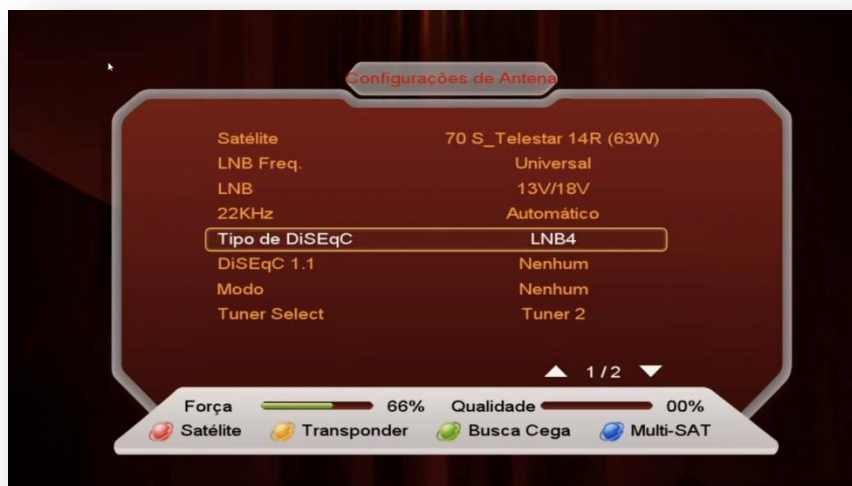 Configurações de Antena
Satélite 70 S_Telestar 14R (63W)
LNB Freq. Universal
LNB 13V/18V
22KHz Automático
Tipo de DiSEqC LNB4
DiSEqC 1.1 Nenhum
Modo Nenhum
Tuner Select Tuner 2
1/2
Força 66% Qualidade 00%
Satélite Transponder Busca Cega Multi-SAT